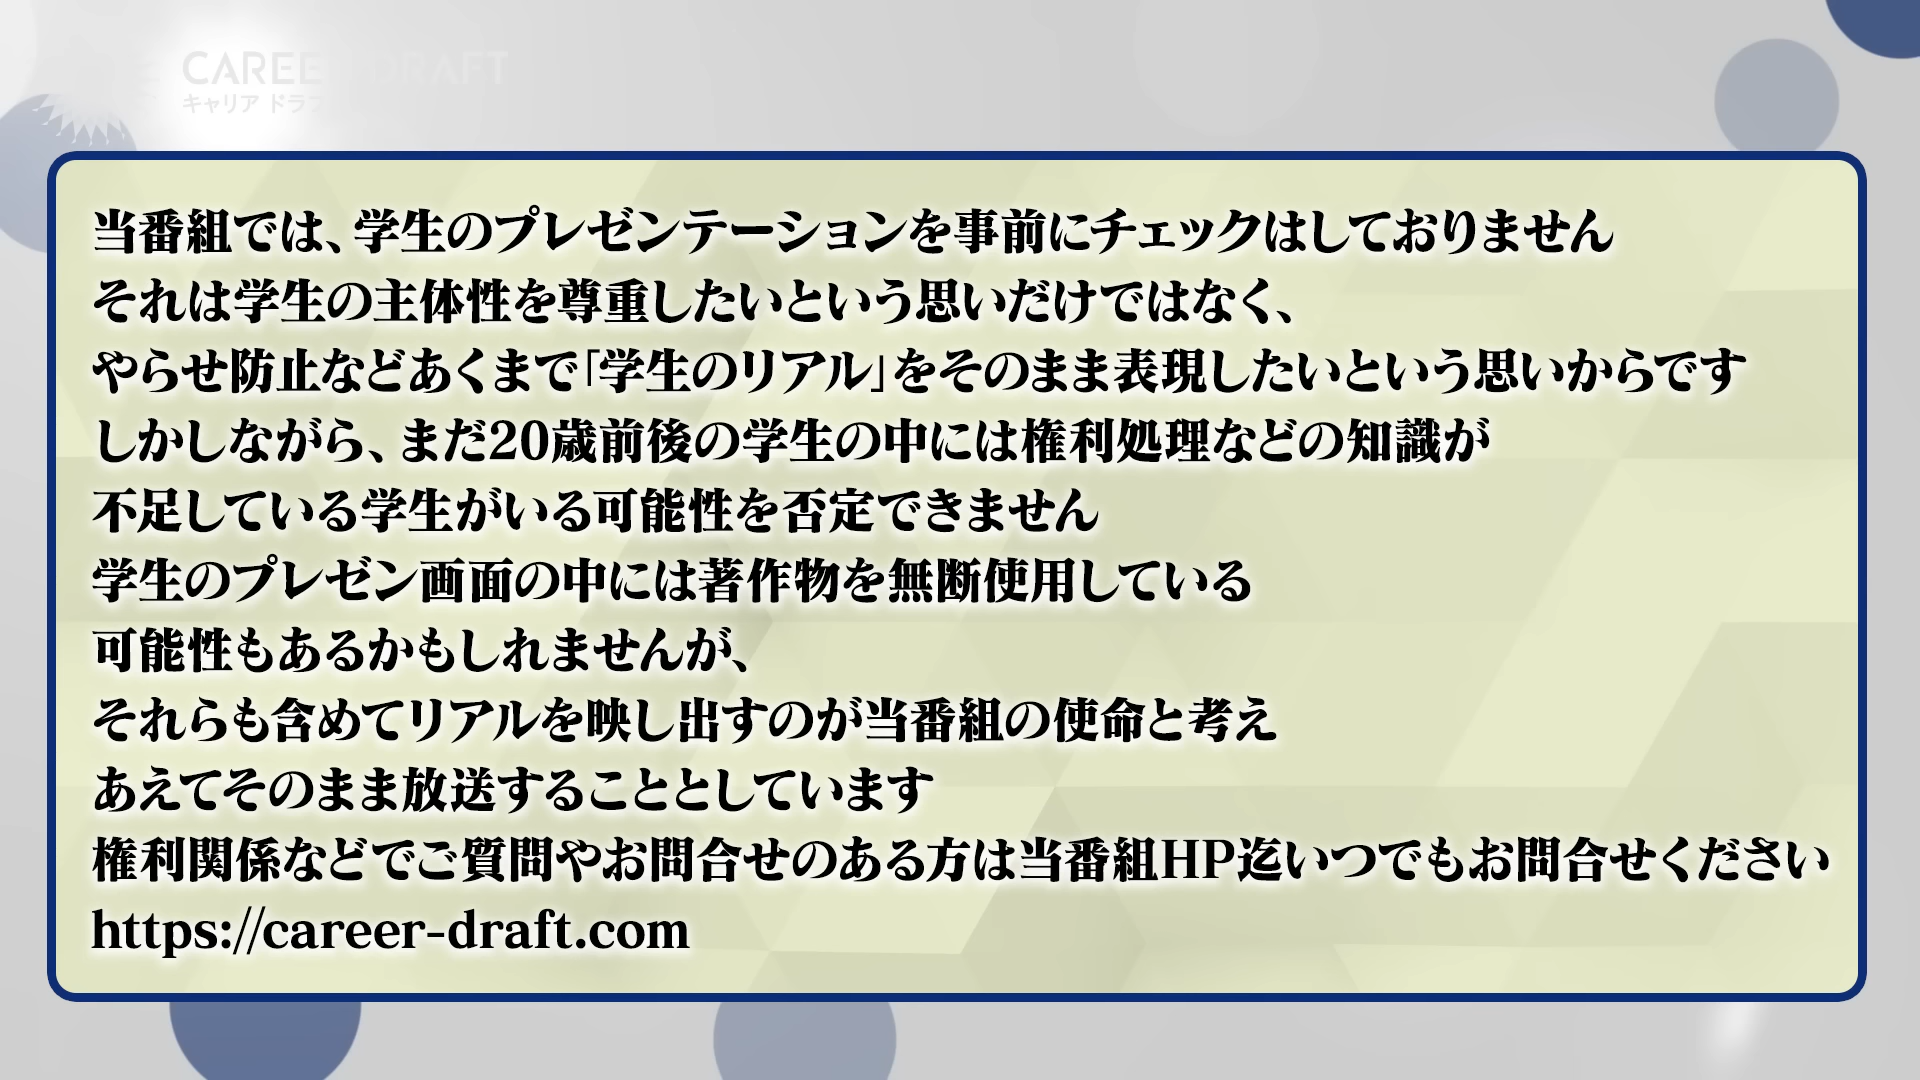 CAREER DRAFT
キャリア ドラフ
当番組では、学生のプレゼンテーションを事前にチェックはしておりません
それは学生の主体性を尊重したいという思いだけではなく、
やらせ防止などあくまで「学生のリアル」をそのまま表現したいという思いからです
しかしながら、まだ20歳前後の学生の中には権利処理などの知識が
不足している学生がいる可能性を否定できません
学生のプレゼン画面の中には著作物を無断使用している
可能性もあるかもしれませんが、
それらも含めてリアルを映し出すのが当番組の使命と考え
あえてそのまま放送することとしています
権利関係などでご質問やお問合せのある方は当番組HP迄いつでもお問合せください
https://career-draft.com